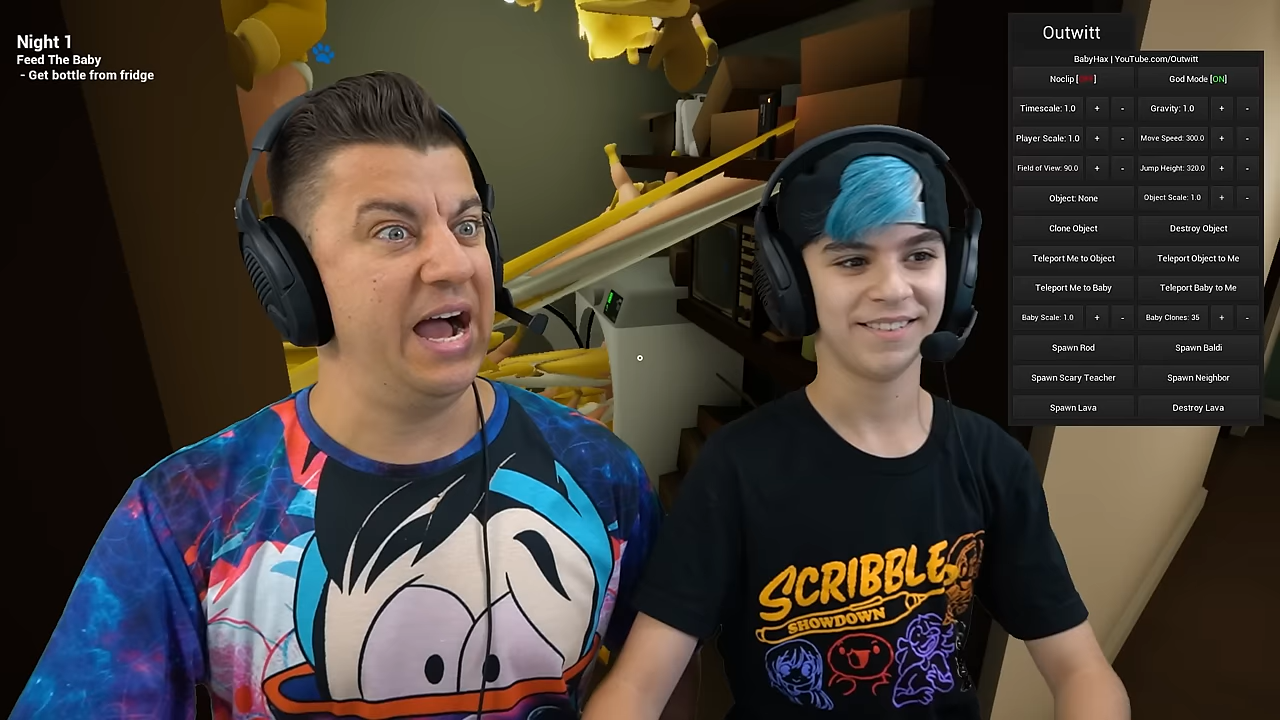 Night 1
Feed The Baby
- Get bottle from fridge
Outwitt
BabyHax | YouTube.com/Outwitt
Noclip [OFF] God Mode [ON]
Timescale: 1.0 + - Gravity: 1.0 + -
Player Scale: 1.0 + - Move Speed: 300.0 + -
Field of View: 90.0 + - Jump Height: 320.0 + -
Object: None Object Scale: 1.0 + -
Clone Object Destroy Object
Teleport Me to Object Teleport Object to Me
Teleport Me to Baby Teleport Baby to Me
Baby Scale: 1.0 + - Baby Clones: 35 + -
Spawn Rod Spawn Baldi
Spawn Scary Teacher Spawn Neighbor
Spawn Lava Destroy Lava
SCRIBBLE
SHOWDOWN